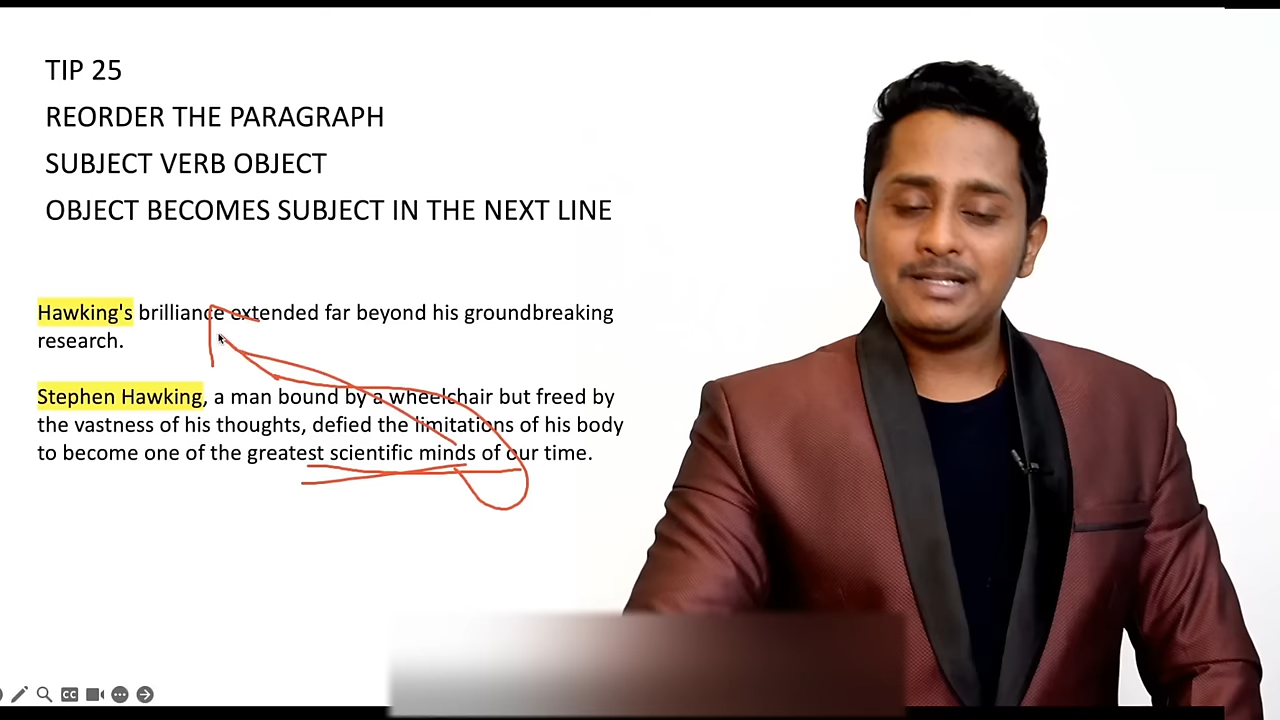 TIP 25
REORDER THE PARAGRAPH
SUBJECT VERB OBJECT
OBJECT BECOMES SUBJECT IN THE NEXT LINE
Hawking's brilliance extended far beyond his groundbreaking
research.
Stephen Hawking, a man bound by a wheelchair but freed by
the vastness of his thoughts, defied the limitations of his body
to become one of the greatest scientific minds of our time.
CC